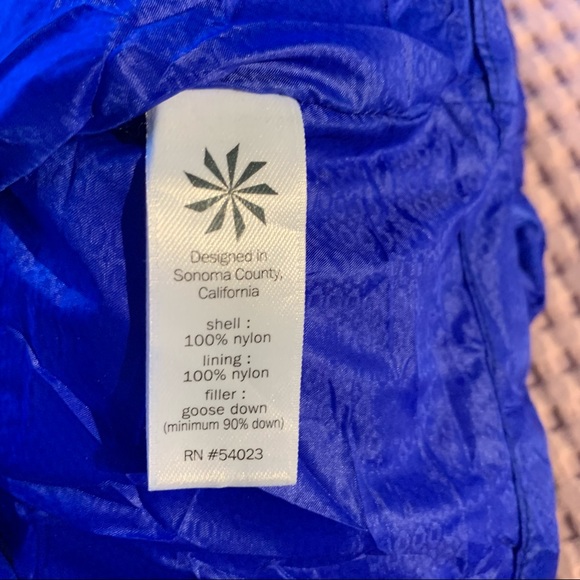 Designed in
Sonoma County,
California
shell :
100% nylon
lining :
100% nylon
filler :
goose down
(minimum 90% down)
RN #54023